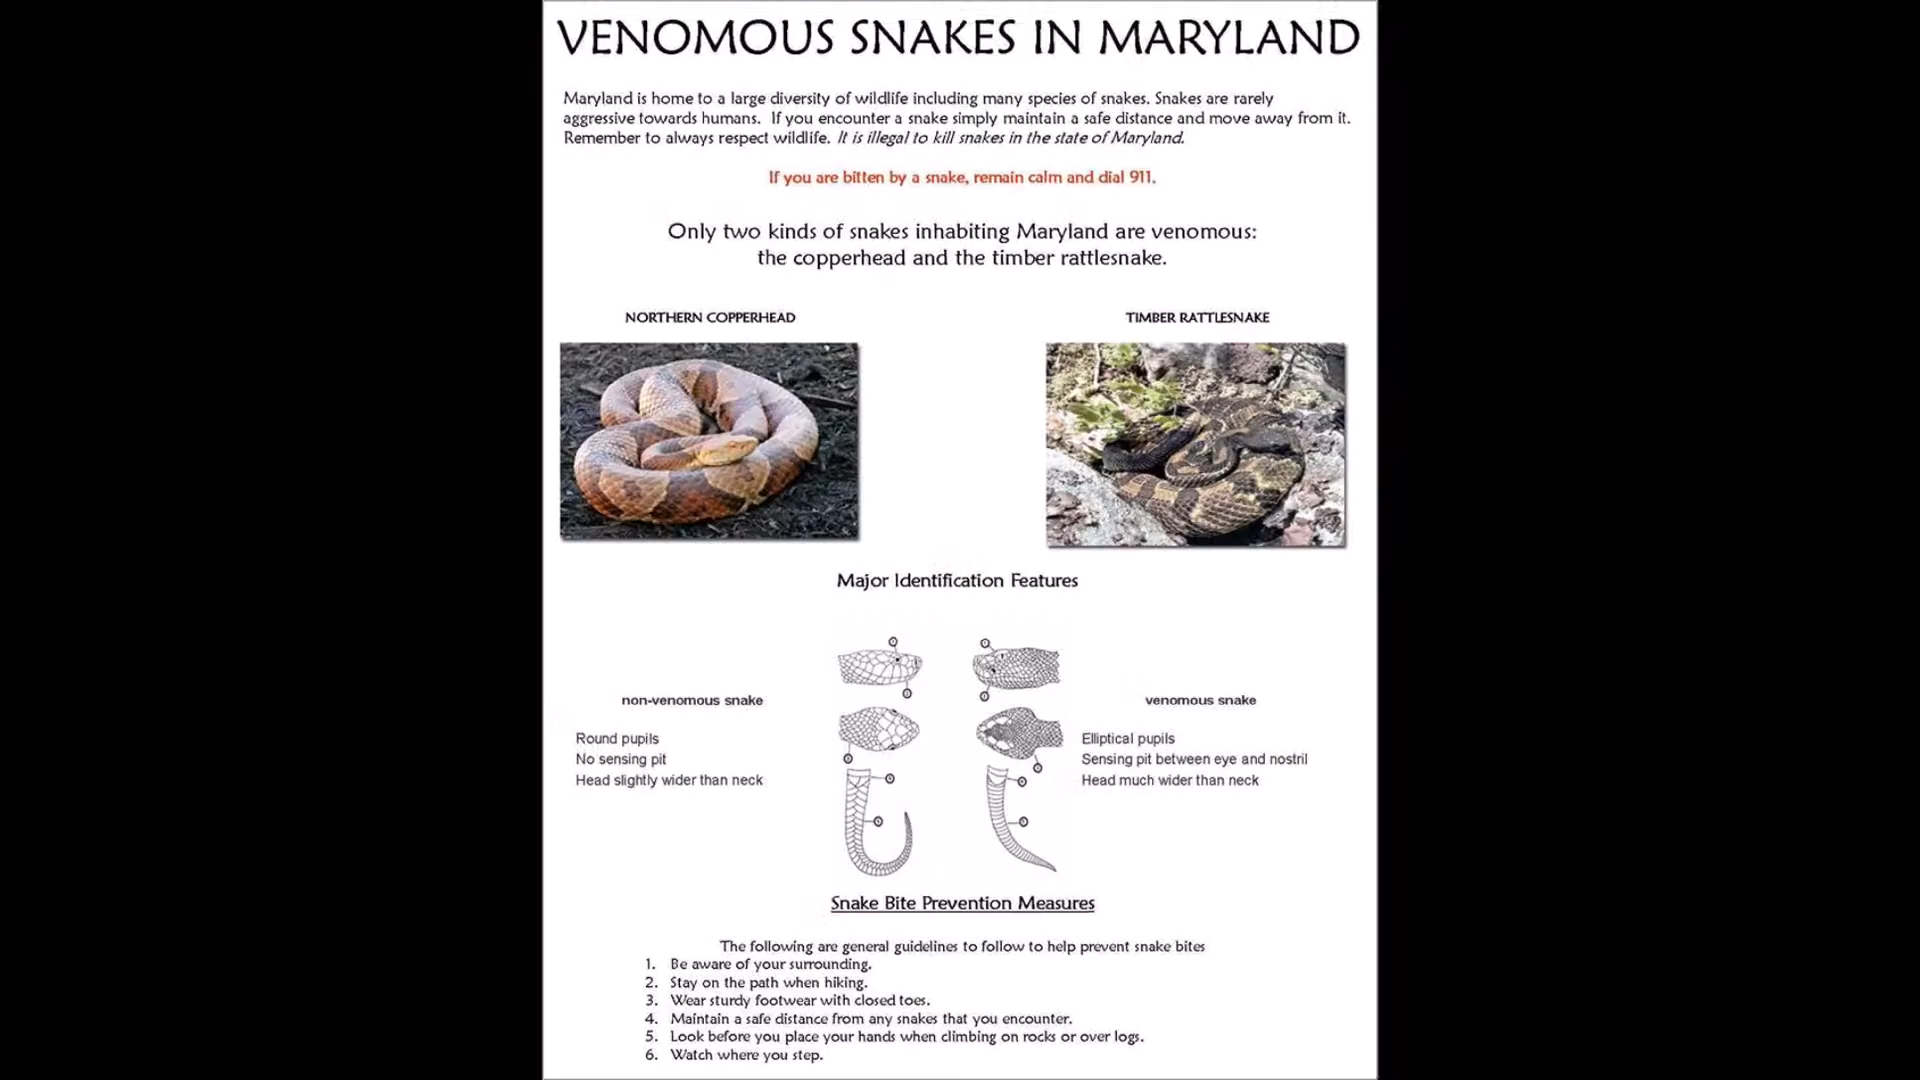 VENOMOUS SNAKES IN MARYLAND
Maryland is home to a large diversity of wildlife including many species of snakes. Snakes are rarely
aggressive towards humans. If you encounter a snake simply maintain a safe distance and move away from it.
Remember to always respect wildlife. It is illegal to kill snakes in the state of Maryland.
If you are bitten by a snake, remain calm and dial 911.
Only two kinds of snakes inhabiting Maryland are venomous:
the copperhead and the timber rattlesnake.
NORTHERN COPPERHEAD
TIMBER RATTLESNAKE
Major Identification Features
non-venomous snake
Round pupils
No sensing pit
Head slightly wider than neck
venomous snake
Elliptical pupils
Sensing pit between eye and nostril
Head much wider than neck
Snake Bite Prevention Measures
The following are general guidelines to follow to help prevent snake bites
1. Be aware of your surrounding.
2. Stay on the path when hiking.
3. Wear sturdy footwear with closed toes.
4. Maintain a safe distance from any snakes that you encounter.
5. Look before you place your hands when climbing on rocks or over logs.
6. Watch where you step.